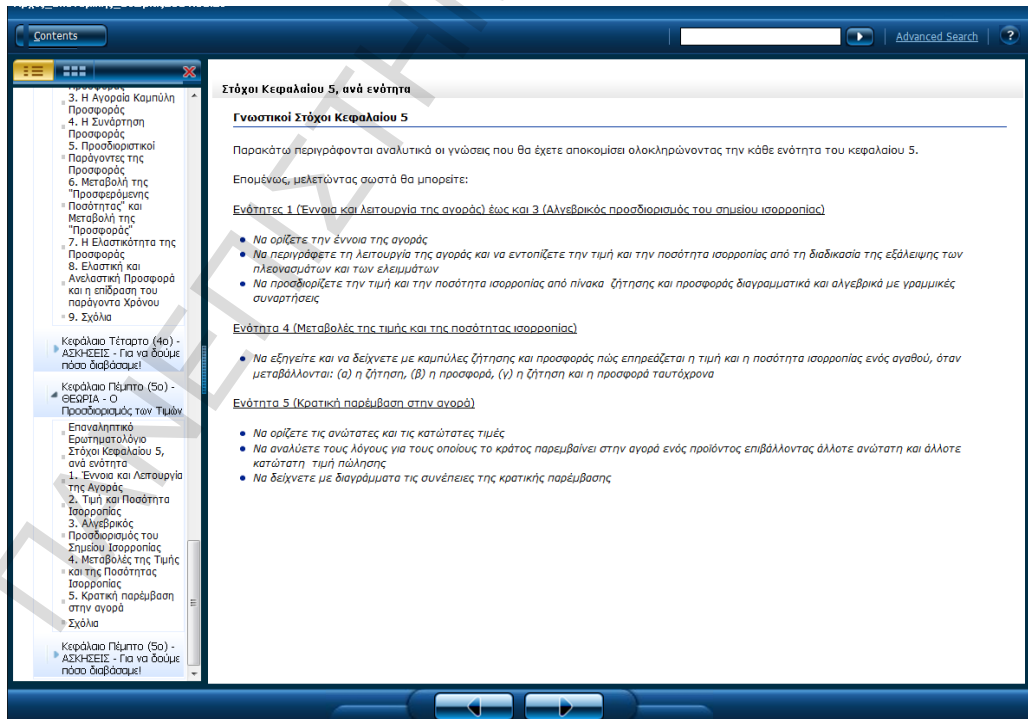 Contents
Advanced Search
?
3. Η Αγοραία Καμπύλη
Προσφοράς
4. Η Συνάρτηση
Προσφοράς
5. Προσδιοριστικοί
Παράγοντες της
Προσφοράς
6. Μεταβολή της
"Προσφερόμενης
Ποσότητας" και
Μεταβολή της
"Προσφοράς"
7. Η Ελαστικότητα της
Προσφοράς
8. Ελαστική και
Ανελαστική Προσφορά
και η επίδραση του
παράγοντα Χρόνου
9. Σχόλια
Κεφάλαιο Τέταρτο (4ο) -
ΑΣΚΗΣΕΙΣ - Για να δούμε
πόσο διαβάσαμε!
Κεφάλαιο Πέμπτο (5ο) -
ΘΕΩΡΙΑ - Ο
Προσδιορισμός των Τιμών
Επαναληπτικό
Ερωτηματολόγιο
Στόχοι Κεφαλαίου 5,
ανά ενότητα
1. Έννοια και Λειτουργία
της Αγοράς
2. Τιμή και Ποσότητα
Ισορροπίας
3. Αλγεβρικός
Προσδιορισμός του
Σημείου Ισορροπίας
4. Μεταβολές της Τιμής
και της Ποσότητας
Ισορροπίας
5. Κρατική παρέμβαση
στην αγορά
Σχόλια
Κεφάλαιο Πέμπτο (5ο) -
ΑΣΚΗΣΕΙΣ - Για να δούμε
πόσο διαβάσαμε!
Στόχοι Κεφαλαίου 5, ανά ενότητα
Γνωστικοί Στόχοι Κεφαλαίου 5
Παρακάτω περιγράφονται αναλυτικά οι γνώσεις που θα έχετε αποκομίσει ολοκληρώνοντας την κάθε ενότητα του κεφαλαίου 5.
Επομένως, μελετώντας σωστά θα μπορείτε:
Ενότητες 1 (Έννοια και λειτουργία της αγοράς) έως και 3 (Αλγεβρικός προσδιορισμός του σημείου ισορροπίας)
Να ορίζετε την έννοια της αγοράς
Να περιγράφετε τη λειτουργία της αγοράς και να εντοπίζετε την τιμή και την ποσότητα ισορροπίας από τη διαδικασία της εξάλειψης των
πλεονασμάτων και των ελειμμάτων
Να προσδιορίζετε την τιμή και την ποσότητα ισορροπίας από πίνακα ζήτησης και προσφοράς διαγραμματικά και αλγεβρικά με γραμμικές
συναρτήσεις
Ενότητα 4 (Μεταβολές της τιμής και της ποσότητας ισορροπίας)
Να εξηγείτε και να δείχνετε με καμπύλες ζήτησης και προσφοράς πώς επηρεάζεται η τιμή και η ποσότητα ισορροπίας ενός αγαθού, όταν
μεταβάλλονται: (α) η ζήτηση, (β) η προσφορά, (γ) η ζήτηση και η προσφορά ταυτόχρονα
Ενότητα 5 (Κρατική παρέμβαση στην αγορά)
Να ορίζετε τις ανώτατες και τις κατώτατες τιμές
Να αναλύετε τους λόγους για τους οποίους το κράτος παρεμβαίνει στην αγορά ενός προϊόντος επιβάλλοντας άλλοτε ανώτατη και άλλοτε
κατώτατη τιμή πώλησης
Να δείχνετε με διαγράμματα τις συνέπειες της κρατικής παρέμβασης